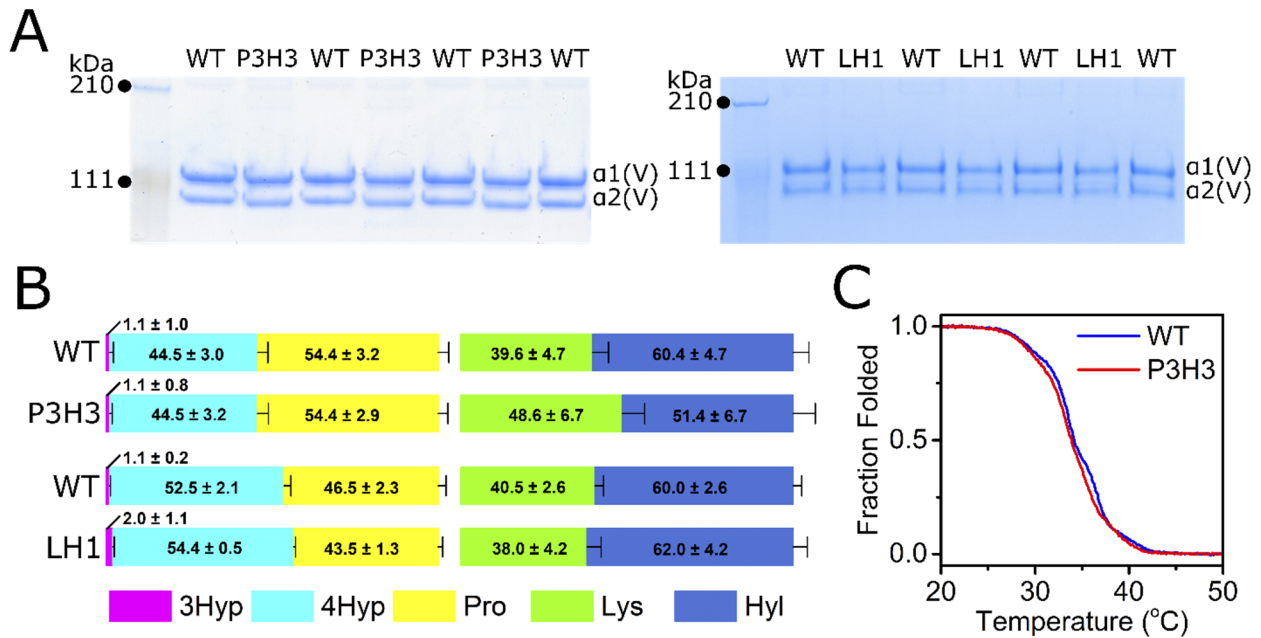 A
kDa WT P3H3 WT P3H3 WT P3H3 WT
210
111
ɑ1(V)
ɑ2(V)
kDa WT LH1 WT LH1 WT LH1 WT
210
111
ɑ1(V)
ɑ2(V)
B
1.1 ± 1.0
WT 44.5 ± 3.0 54.4 ± 3.2 39.6 ± 4.7 60.4 ± 4.7
1.1 ± 0.8
P3H3 44.5 ± 3.2 54.4 ± 2.9 48.6 ± 6.7 51.4 ± 6.7
1.1 ± 0.2
WT 52.5 ± 2.1 46.5 ± 2.3 40.5 ± 2.6 60.0 ± 2.6
2.0 ± 1.1
LH1 54.4 ± 0.5 43.5 ± 1.3 38.0 ± 4.2 62.0 ± 4.2
3Hyp 4Hyp Pro Lys Hyl
C
WT
P3H3
Fraction Folded
1.0
0.5
0.0
20 30 40 50
Temperature (°C)